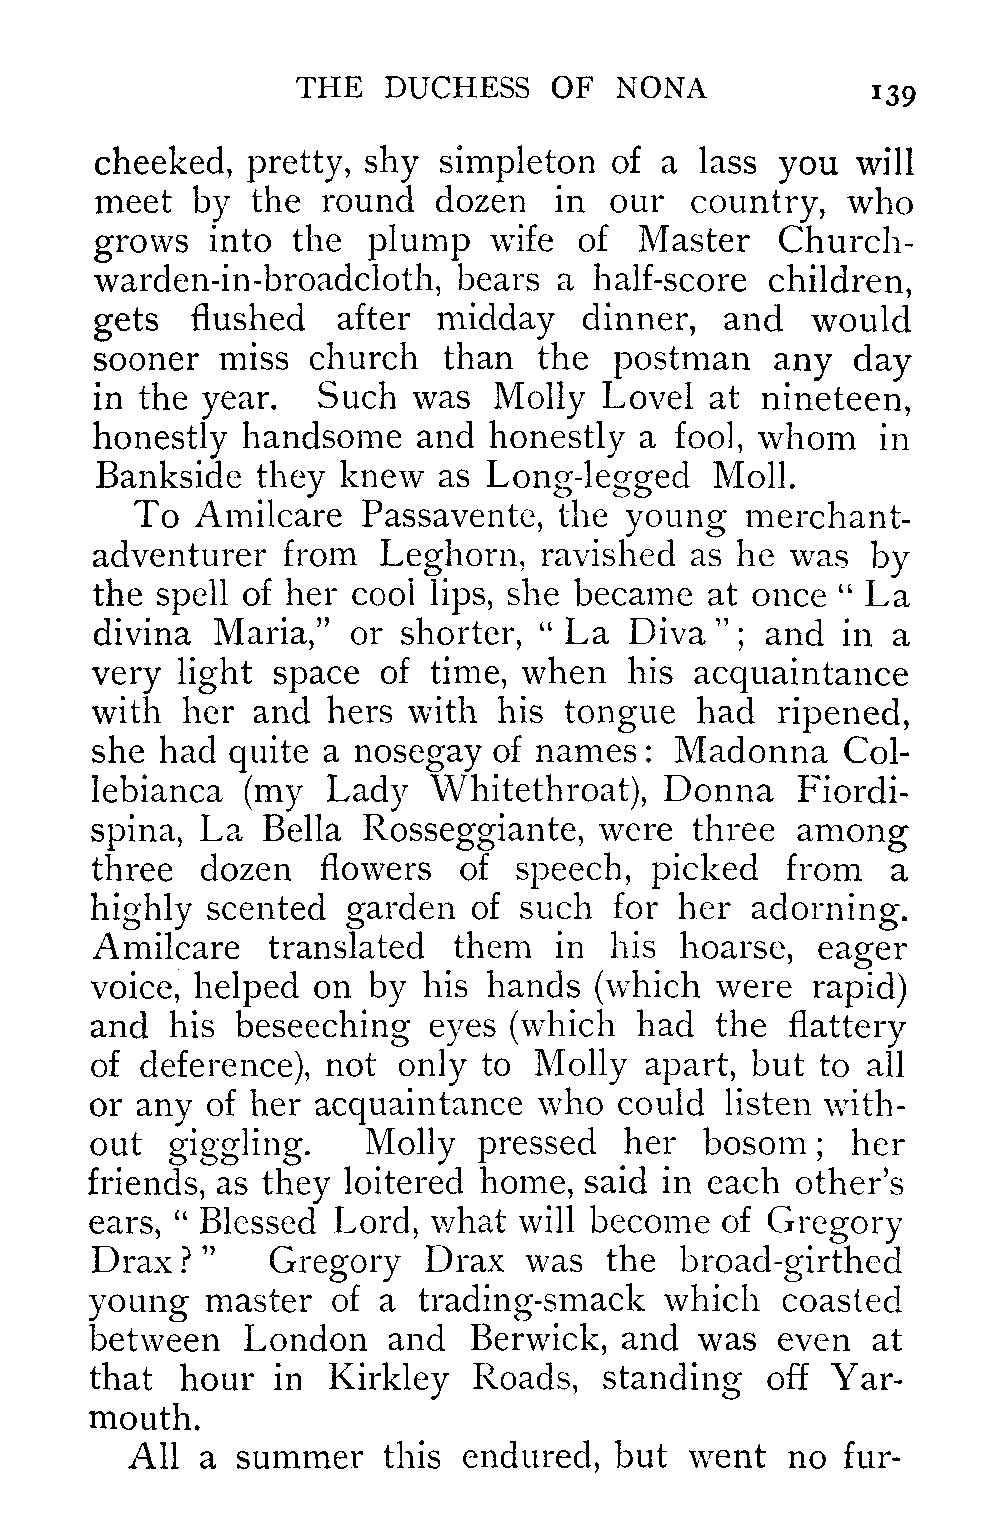 THE DUCHESS OF NONA 139
cheeked, pretty, shy simpleton of a lass you will
meet by the round dozen in our country, who
grows into the plump wife of Master Church-
warden-in-broadcloth, bears a half-score children,
gets flushed after midday dinner, and would
sooner miss church than the postman any day
in the year. Such was Molly Lovel at nineteen,
honestly handsome and honestly a fool, whom in
Bankside they knew as Long-legged Moll.
To Amilcare Passavente, the young merchant-
adventurer from Leghorn, ravished as he was by
the spell of her cool lips, she became at once “ La
divina Maria,” or shorter, “ La Diva ” ; and in a
very light space of time, when his acquaintance
with her and hers with his tongue had ripened,
she had quite a nosegay of names : Madonna Col-
lebianca (my Lady Whitethroat), Donna Fiordi-
spina, La Bella Rosseggiante, were three among
three dozen flowers of speech, picked from a
highly scented garden of such for her adorning.
Amilcare translated them in his hoarse, eager
voice, helped on by his hands (which were rapid)
and his beseeching eyes (which had the flattery
of deference), not only to Molly apart, but to all
or any of her acquaintance who could listen with-
out giggling. Molly pressed her bosom ; her
friends, as they loitered home, said in each other’s
ears, “ Blessed Lord, what will become of Gregory
Drax ? ” Gregory Drax was the broad-girthed
young master of a trading-smack which coasted
between London and Berwick, and was even at
that hour in Kirkley Roads, standing off Yar-
mouth.
All a summer this endured, but went no fur-